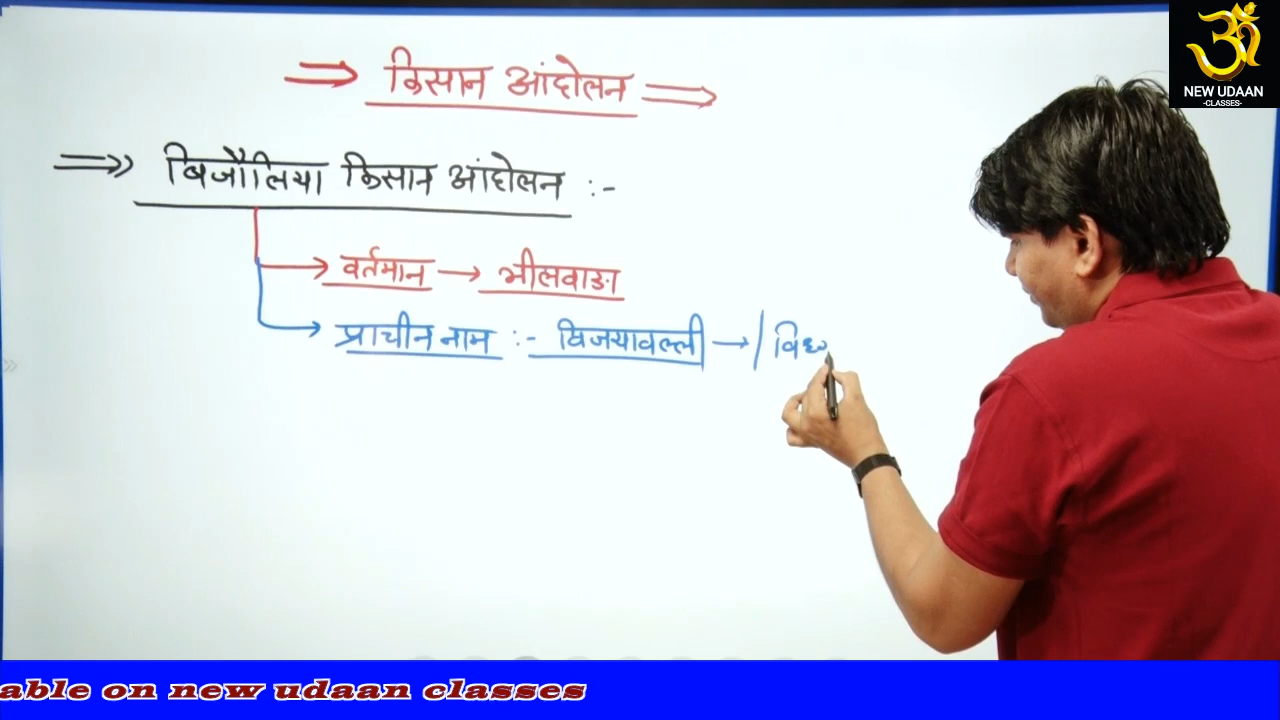 ⇒ किसान आंदोलन ⇒
⇒ बिजौलिया किसान आंदोलन :-
→ वर्तमान → भीलवाडा
→ प्राचीन नाम :- विजयावल्ली → /
NEW UDAAN
-CLASSES-
able on new udaan classes